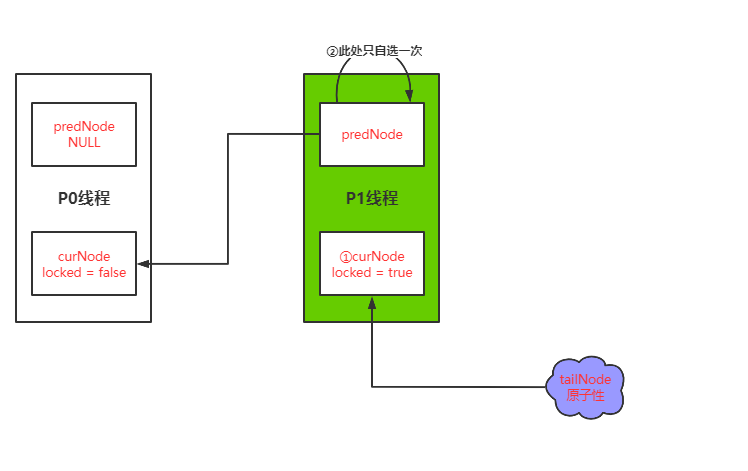 ②此处只自选一次
predNode
NULL
P0线程
curNode
locked = false
predNode
P1线程
①curNode
locked = true
tailNode
原子性